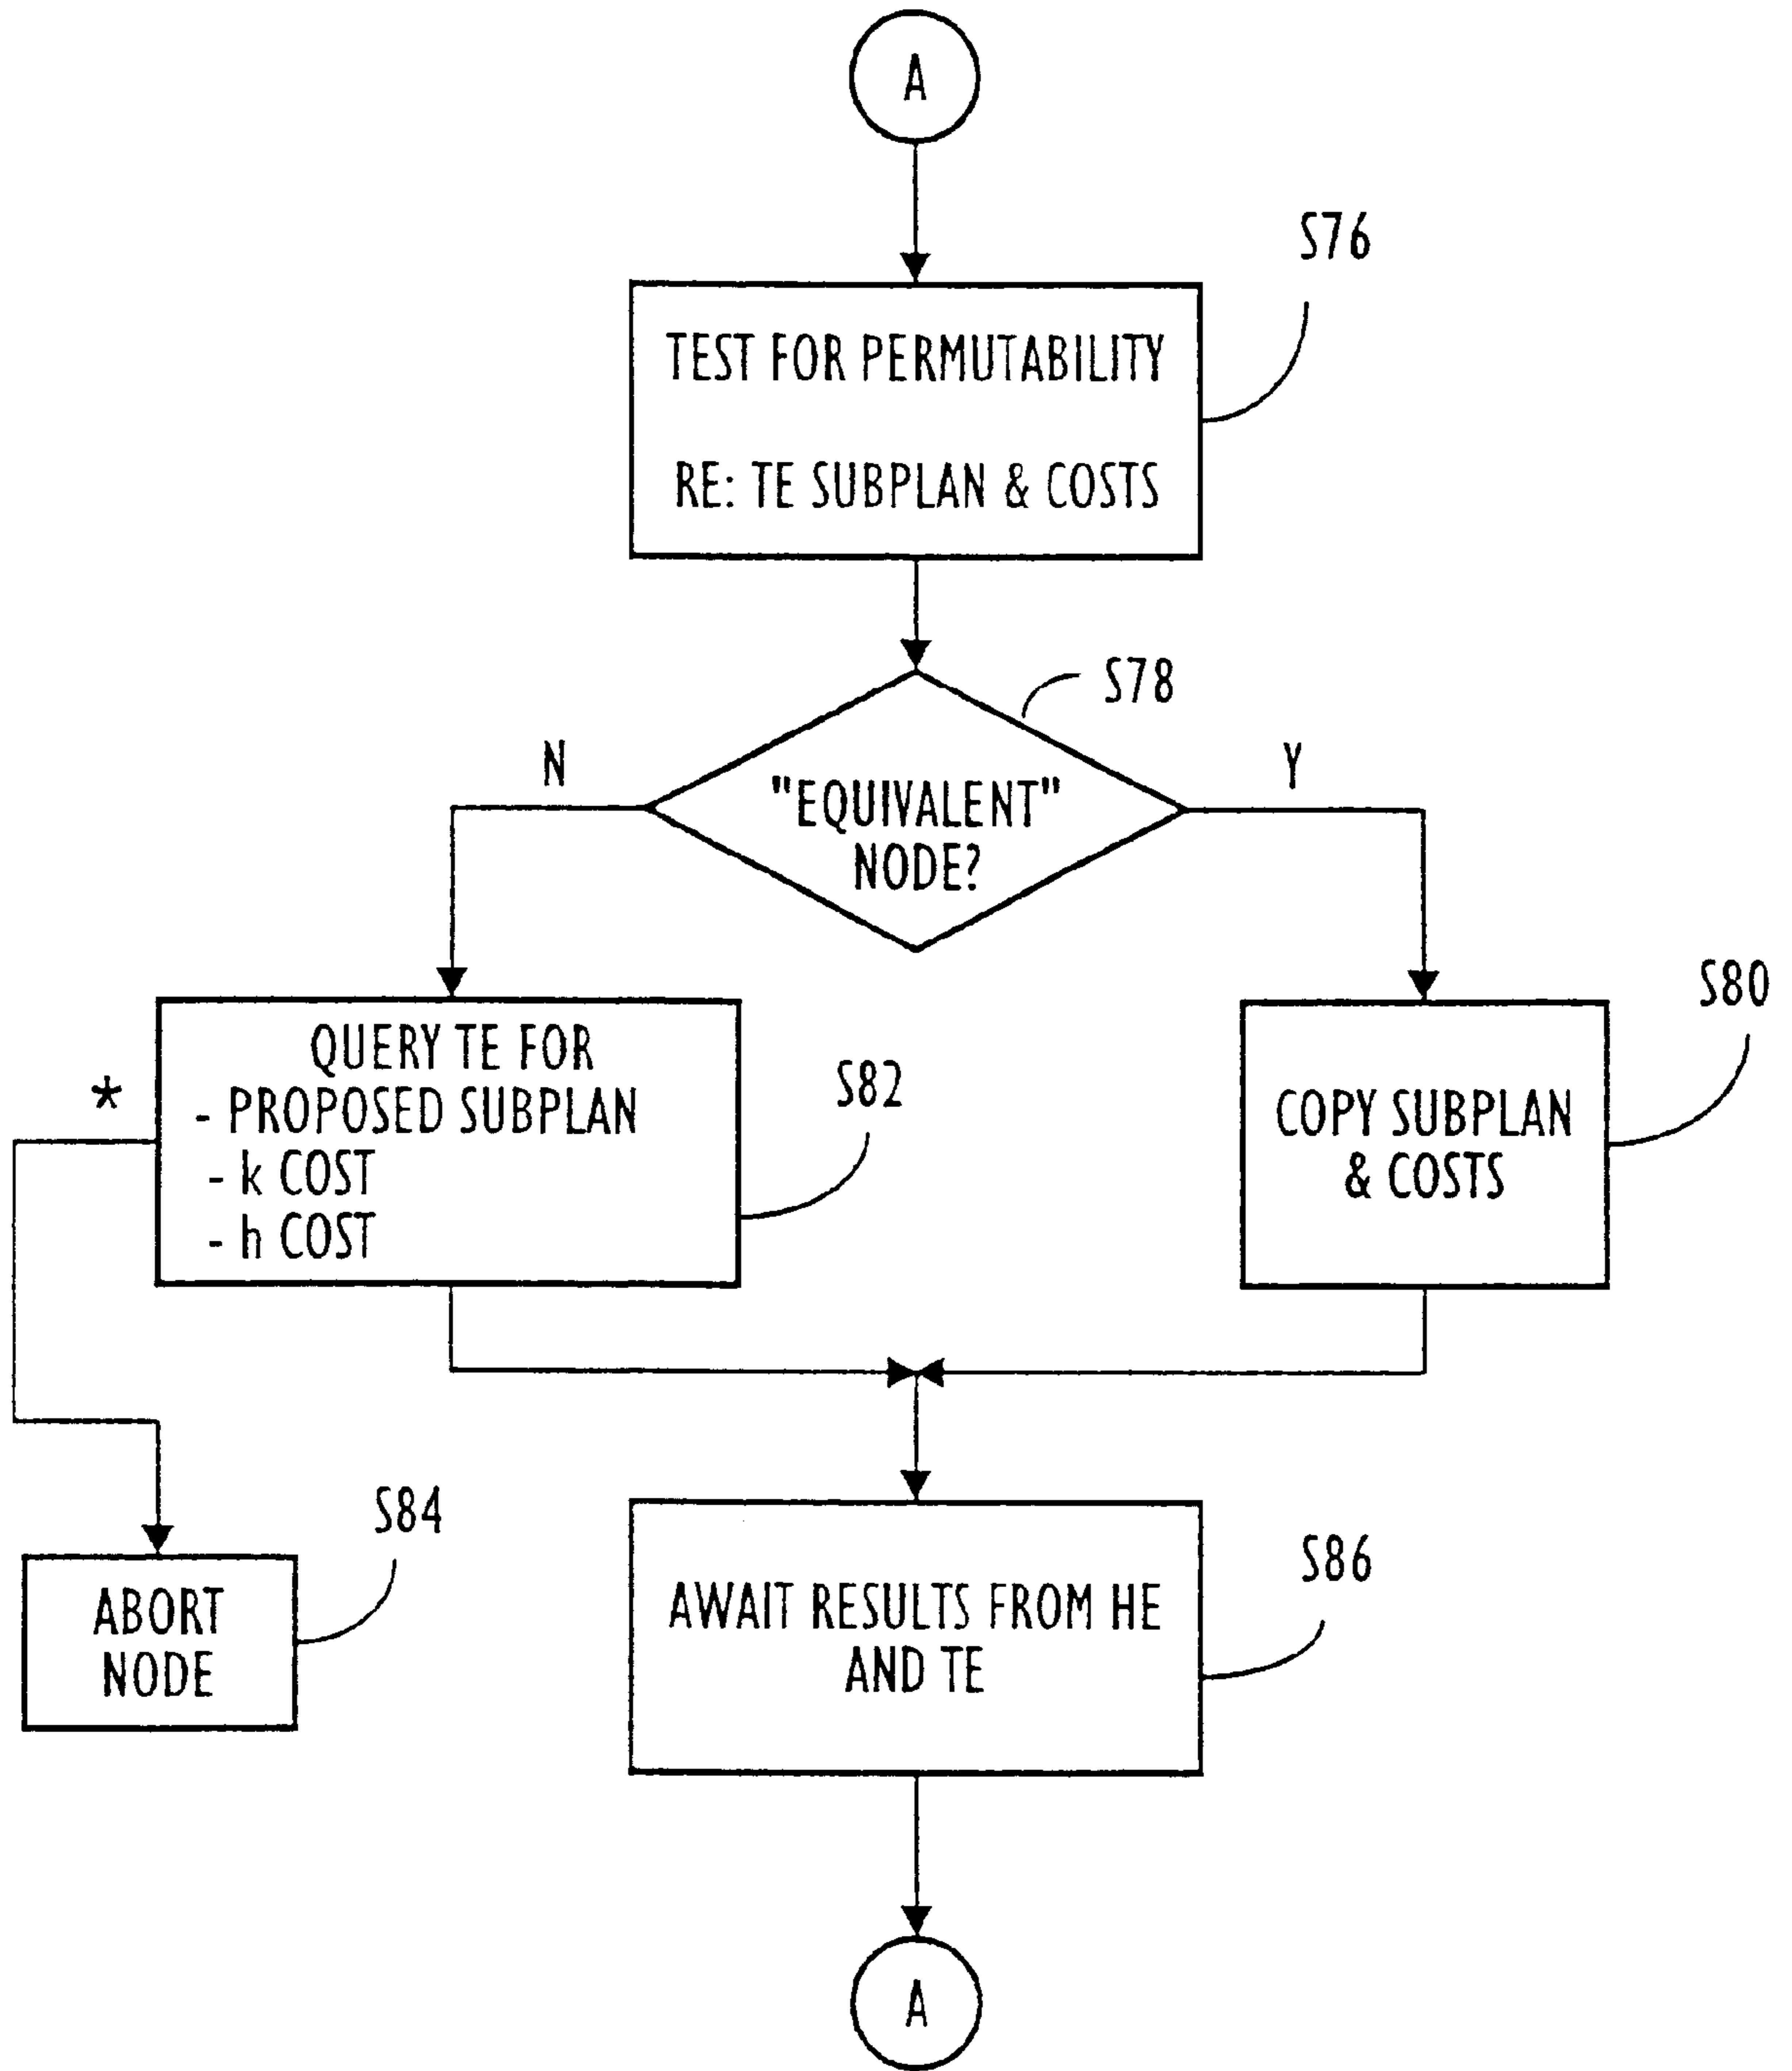 A
S76
TEST FOR PERMUTABILITY
RE: TE SUBPLAN & COSTS
S78
N
Y
"EQUIVALENT"
NODE?
S80
QUERY TE FOR
- PROPOSED SUBPLAN
- k COST
- h COST
*
S82
COPY SUBPLAN
& COSTS
S84
ABORT
NODE
S86
AWAIT RESULTS FROM HE
AND TE
A